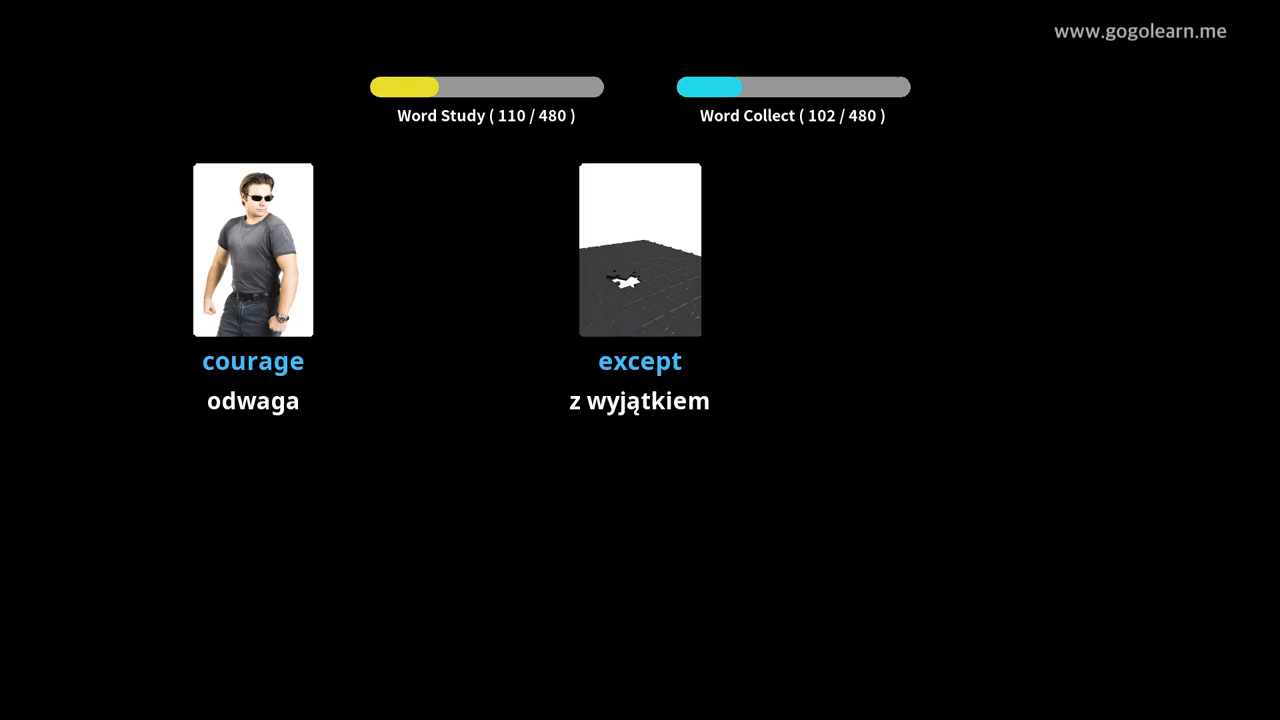 www.gogolearn.me
Word Study ( 110 / 480 )
Word Collect ( 102 / 480 )
courage
odwaga
except
z wyjątkiem